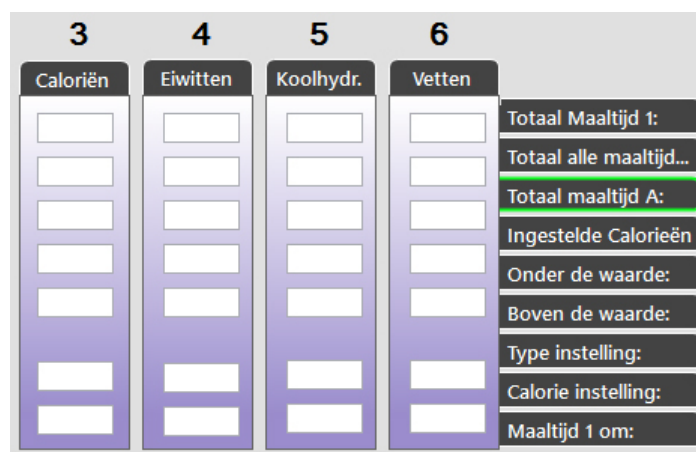 3 4 5 6
Caloriën Eiwitten Koolhydr. Vetten
Totaal Maaltijd 1:
Totaal alle maaltijd...
Totaal maaltijd A:
Ingestelde Calorieën
Onder de waarde:
Boven de waarde:
Type instelling:
Calorie instelling:
Maaltijd 1 om: